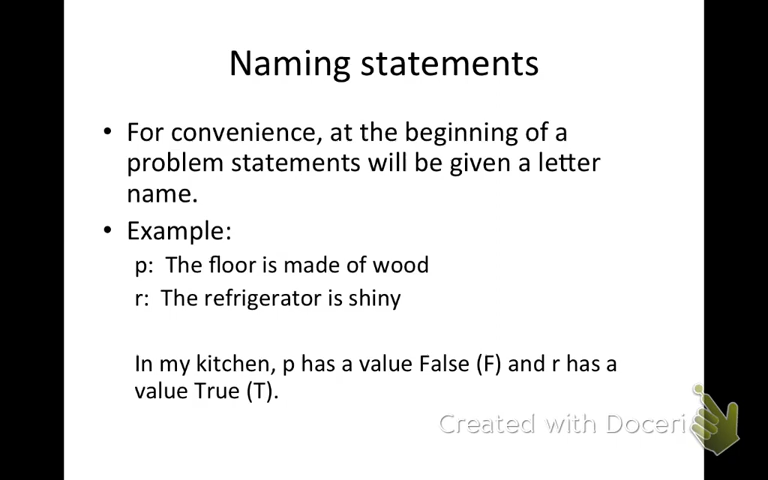 Naming statements
• For convenience, at the beginning of a
problem statements will be given a letter
name.
• Example:
p: The floor is made of wood
r: The refrigerator is shiny
In my kitchen, p has a value False (F) and r has a
value True (T).
Created with Doceri